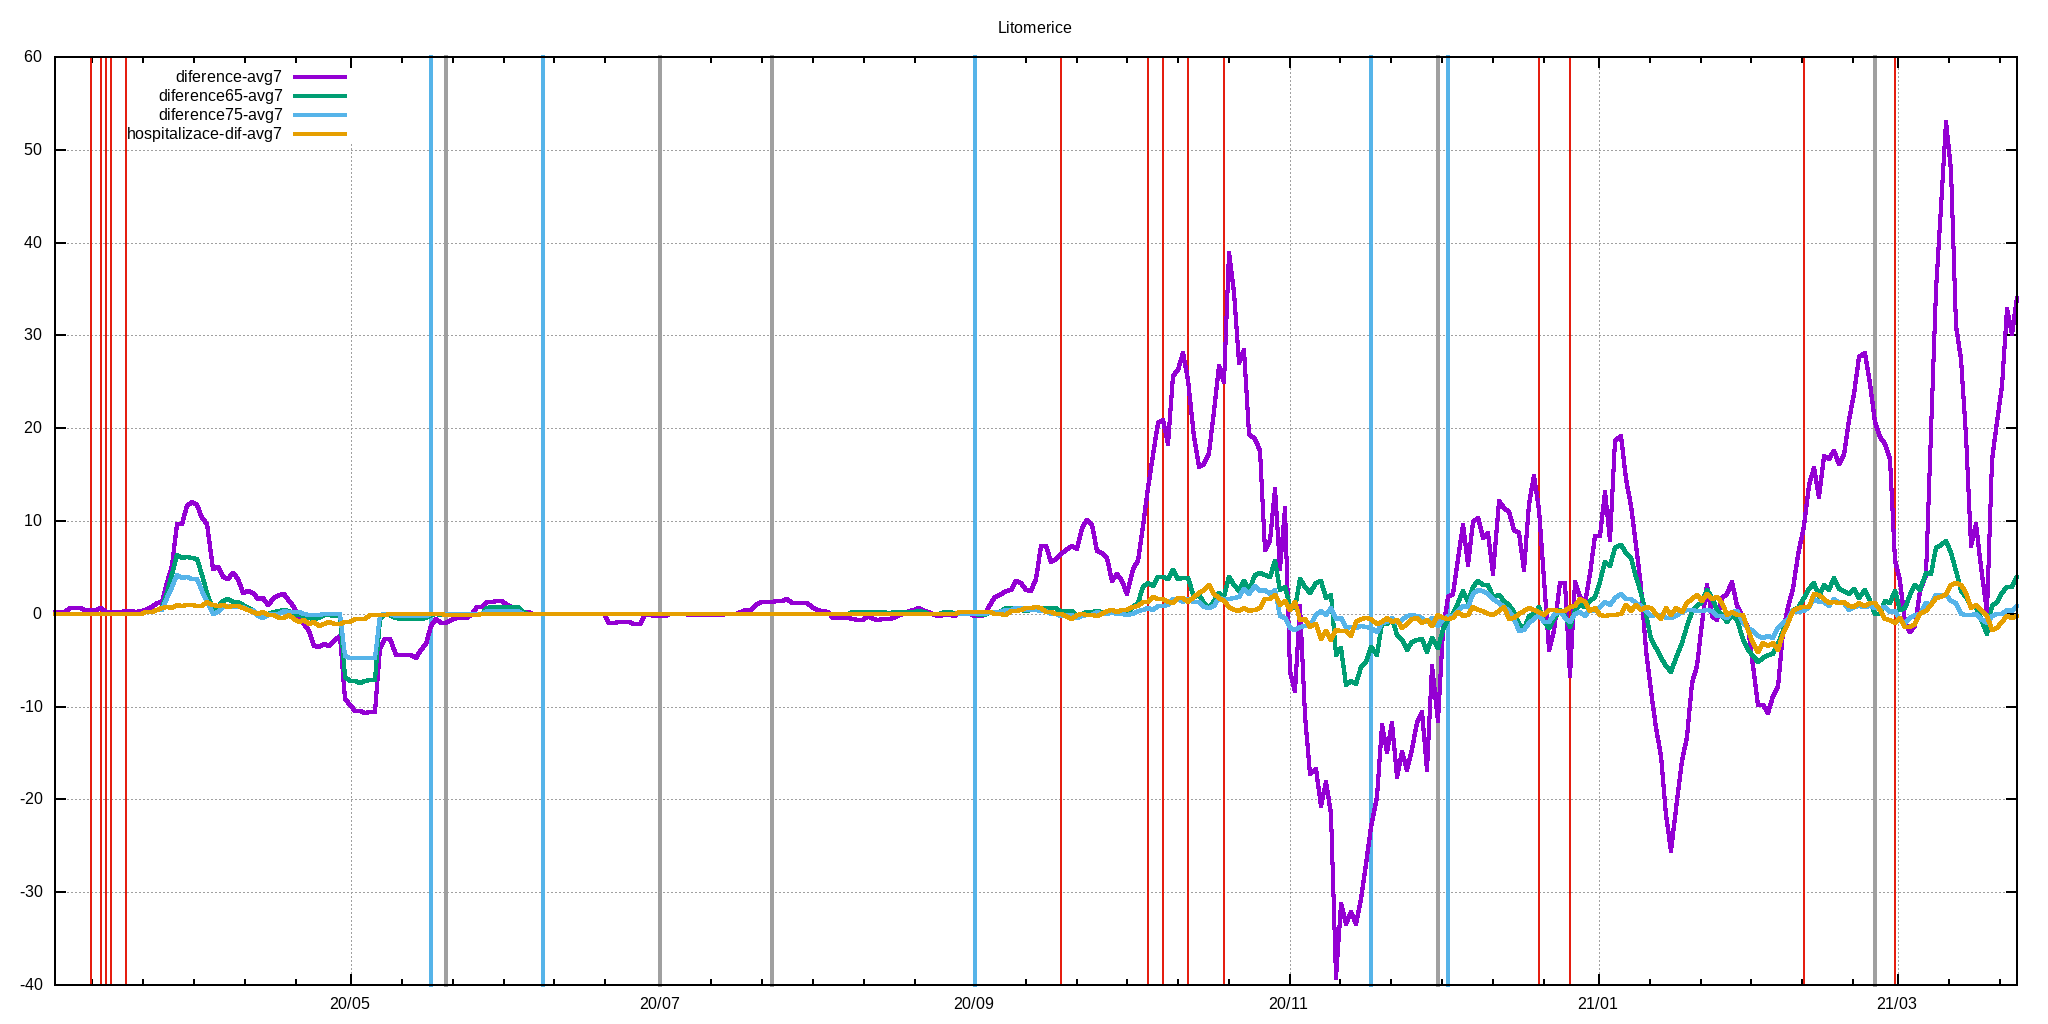 Litomerice
60
50
40
30
20
10
0
-10
-20
-30
-40
diference-avg7
diference65-avg7
diference75-avg7
hospitalizace-dif-avg7
20/05 20/07 20/09 20/11 21/01 21/03